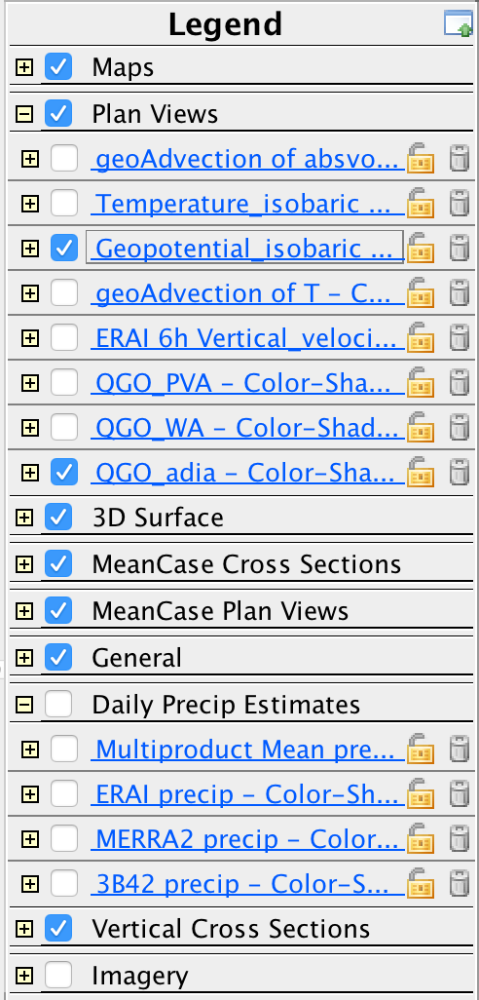 Legend
Maps
Plan Views
geoAdvection of absvo...
Temperature_isobaric ...
Geopotential_isobaric ...
geoAdvection of T - C...
ERAI 6h Vertical_veloci...
QGO_PVA - Color-Sha...
QGO_WA - Color-Shad...
QGO_adia - Color-Sha...
3D Surface
MeanCase Cross Sections
MeanCase Plan Views
General
Daily Precip Estimates
Multiproduct Mean pre...
ERAI precip - Color-Sh...
MERRA2 precip - Color...
3B42 precip - Color-S...
Vertical Cross Sections
Imagery